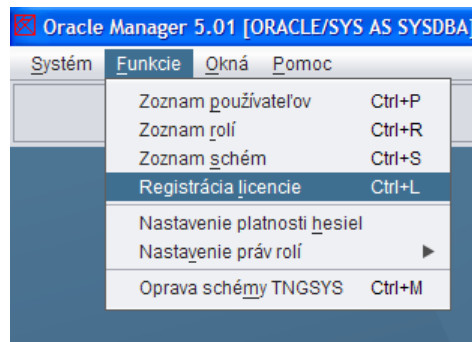 Oracle Manager 5.01 [ORACLE/SYS AS SYSDBA]
Systém Funkcie Okná Pomoc
Zoznam používateľov Ctrl+P
Zoznam rolí Ctrl+R
Zoznam schém Ctrl+S
Registrácia licencie Ctrl+L
Nastavenie platnosti hesiel
Nastavenie práv rolí
Oprava schémy TNGSYS Ctrl+M